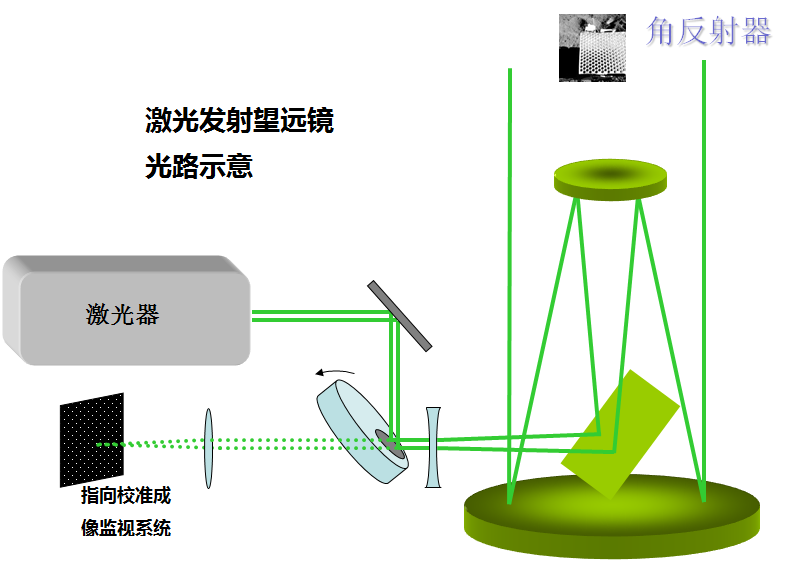 角反射器
激光发射望远镜
光路示意
激光器
指向校准成
像监视系统